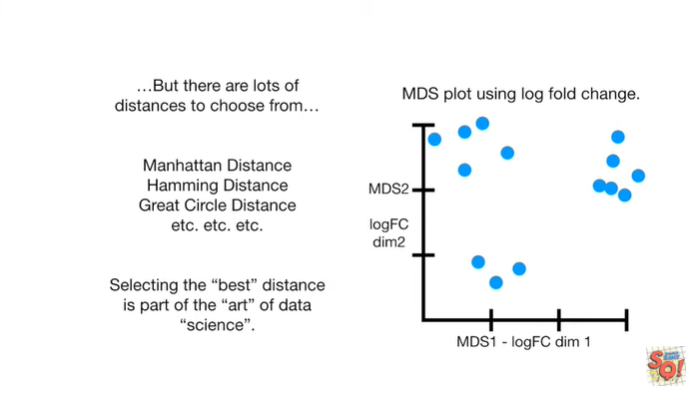 …But there are lots of
distances to choose from…
Manhattan Distance
Hamming Distance
Great Circle Distance
etc. etc. etc.
Selecting the “best” distance
is part of the “art” of data
“science”.
MDS plot using log fold change.
MDS2
logFC
dim2
MDS1 - logFC dim 1
SQ!